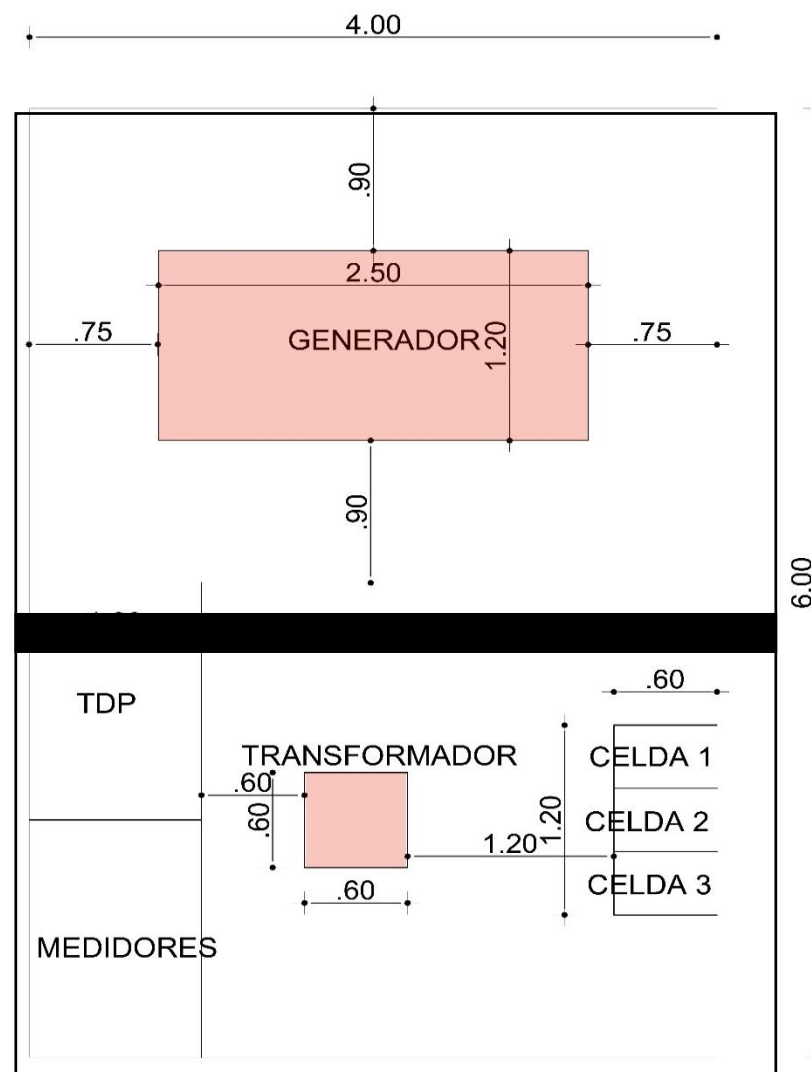 4.00
.90
2.50
.75
GENERADOR
1.20
.75
.90
6.00
TDP
.60
TRANSFORMADOR
CELDA 1
.60
.60
CELDA 2
1.20
1.20
.60
CELDA 3
MEDIDORES